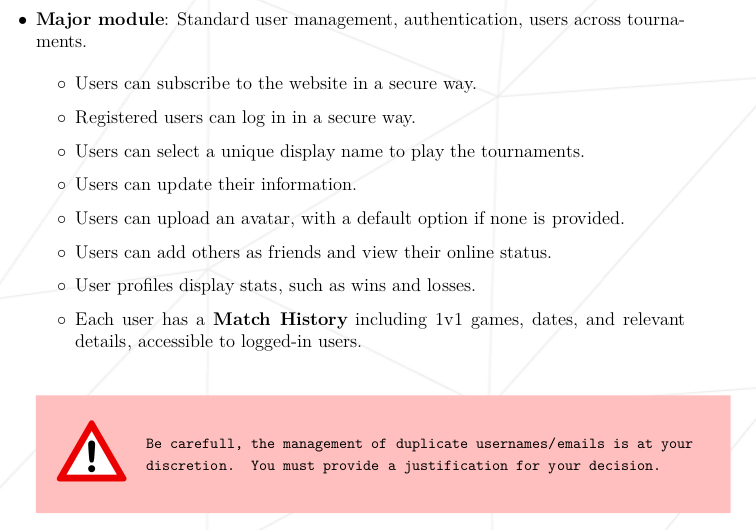 • Major module: Standard user management, authentication, users across tourna-
ments.
◦ Users can subscribe to the website in a secure way.
◦ Registered users can log in in a secure way.
◦ Users can select a unique display name to play the tournaments.
◦ Users can update their information.
◦ Users can upload an avatar, with a default option if none is provided.
◦ Users can add others as friends and view their online status.
◦ User profiles display stats, such as wins and losses.
◦ Each user has a Match History including 1v1 games, dates, and relevant
details, accessible to logged-in users.
Be carefull, the management of duplicate usernames/emails is at your
discretion. You must provide a justification for your decision.